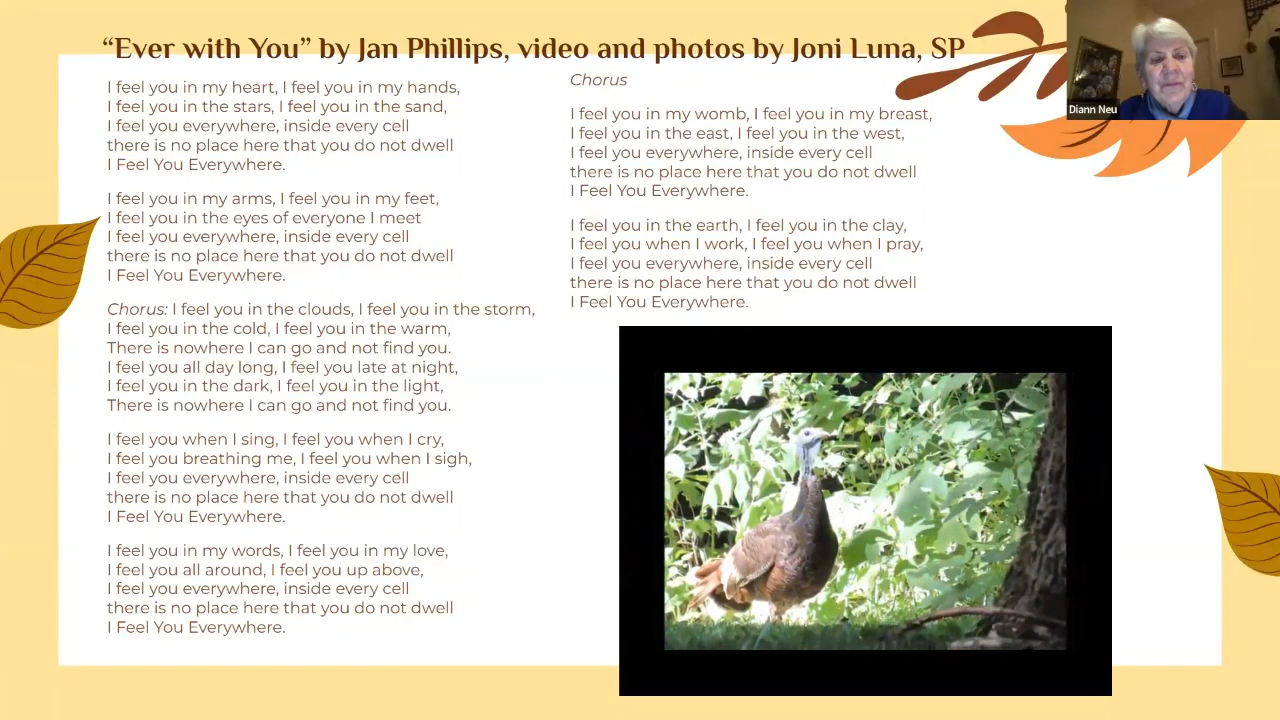 “Ever with You” by Jan Phillips, video and photos by Joni Luna, SP
I feel you in my heart, I feel you in my hands,
I feel you in the stars, I feel you in the sand,
I feel you everywhere, inside every cell
there is no place here that you do not dwell
I Feel You Everywhere.
I feel you in my arms, I feel you in my feet,
I feel you in the eyes of everyone I meet
I feel you everywhere, inside every cell
there is no place here that you do not dwell
I Feel You Everywhere.
Chorus: I feel you in the clouds, I feel you in the storm,
I feel you in the cold, I feel you in the warm,
There is nowhere I can go and not find you.
I feel you all day long, I feel you late at night,
I feel you in the dark, I feel you in the light,
There is nowhere I can go and not find you.
I feel you when I sing, I feel you when I cry,
I feel you breathing me, I feel you when I sigh,
I feel you everywhere, inside every cell
there is no place here that you do not dwell
I Feel You Everywhere.
I feel you in my words, I feel you in my love,
I feel you all around, I feel you up above,
I feel you everywhere, inside every cell
there is no place here that you do not dwell
I Feel You Everywhere.
Chorus
I feel you in my womb, I feel you in my breast,
I feel you in the east, I feel you in the west,
I feel you everywhere, inside every cell
there is no place here that you do not dwell
I Feel You Everywhere.
I feel you in the earth, I feel you in the clay,
I feel you when I work, I feel you when I pray,
I feel you everywhere, inside every cell
there is no place here that you do not dwell
I Feel You Everywhere.
Diann Neu